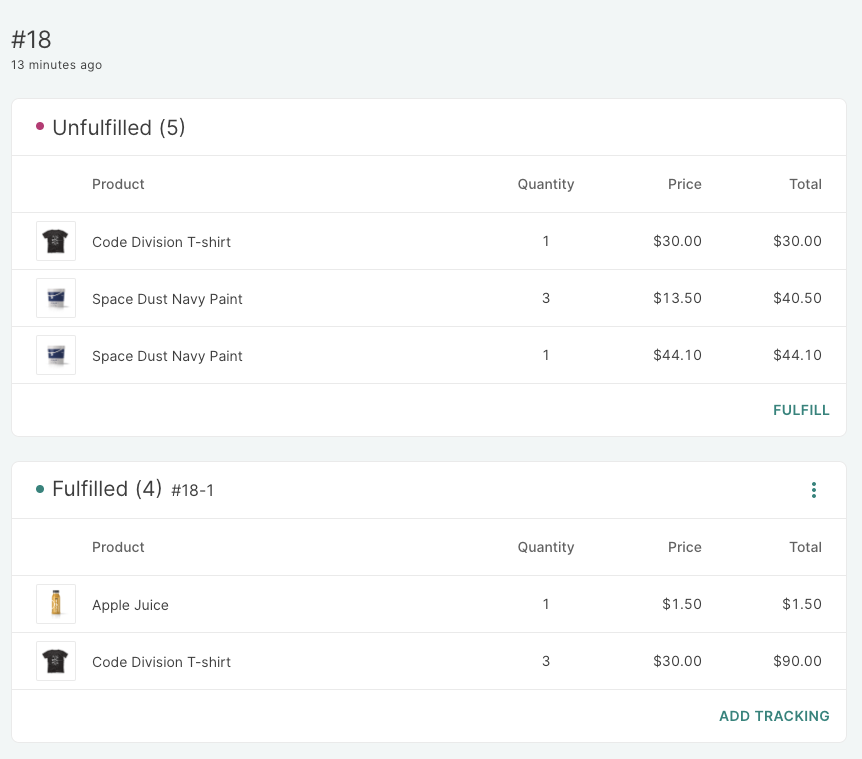 #18
13 minutes ago
Unfulfilled (5)
Product Quantity Price Total
Code Division T-shirt 1 $30.00 $30.00
Space Dust Navy Paint 3 $13.50 $40.50
Space Dust Navy Paint 1 $44.10 $44.10
FULFILL
Fulfilled (4) #18-1
Product Quantity Price Total
Apple Juice 1 $1.50 $1.50
Code Division T-shirt 3 $30.00 $90.00
ADD TRACKING